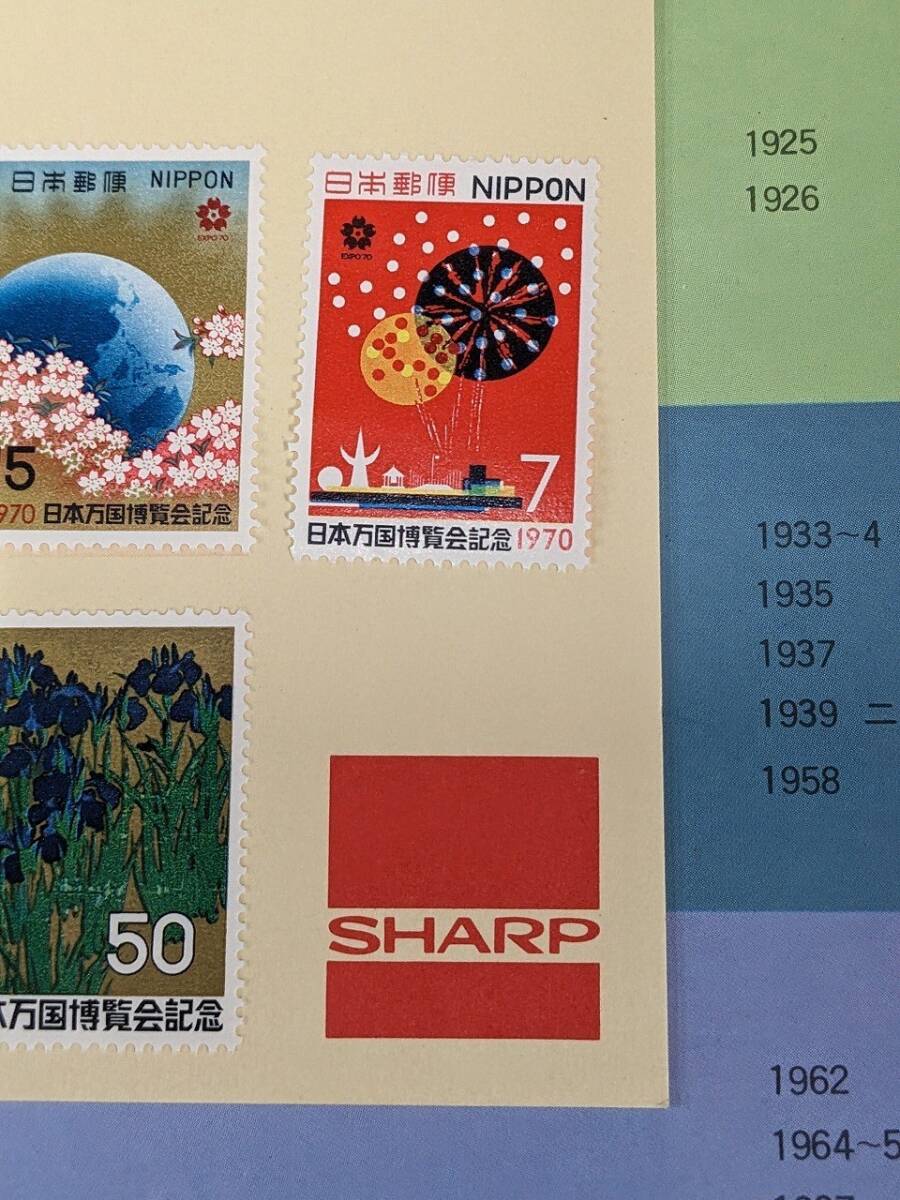 日本郵便 NIPPON
EXPO'70
5
1970 日本万国博覧会記念
日本郵便 NIPPON
EXPO'70
7
日本万国博覧会記念 1970
50
万国博覧会記念
SHARP
1925
1926
1933~4
1935
1937
1939 二
1958
1962
1964~5